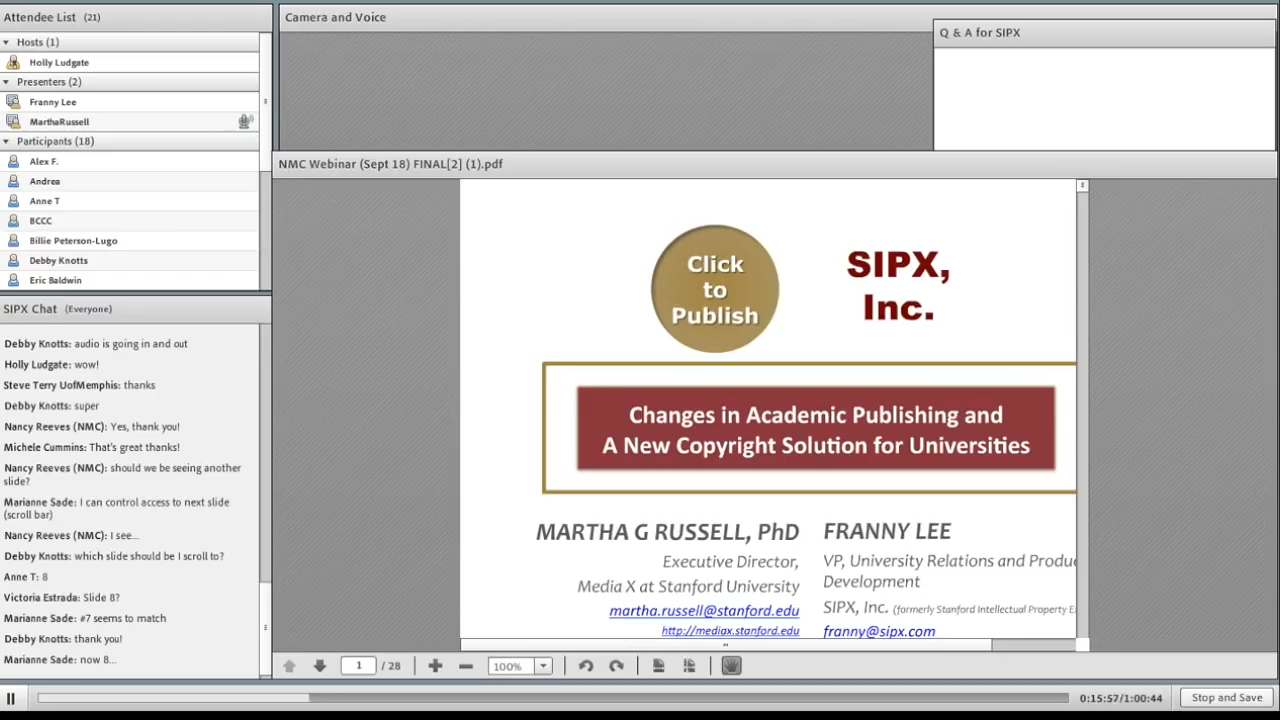 Attendee List (21)
Hosts (1)
Holly Ludgate
Presenters (2)
Franny Lee
MarthaRussell
Participants (18)
Alex F.
Andrea
Anne T
BCCC
Billie Peterson-Lugo
Debby Knotts
Eric Baldwin
SIPX Chat (Everyone)
Debby Knotts: audio is going in and out
Holly Ludgate: wow!
Steve Terry UofMemphis: thanks
Debby Knotts: super
Nancy Reeves (NMC): Yes, thank you!
Michele Cummins: That's great thanks!
Nancy Reeves (NMC): should we be seeing another
slide?
Marianne Sade: I can control access to next slide
(scroll bar)
Nancy Reeves (NMC): I see...
Debby Knotts: which slide should be I scroll to?
Anne T: 8
Victoria Estrada: Slide 8?
Marianne Sade: #7 seems to match
Debby Knotts: thank you!
Marianne Sade: now 8...
Camera and Voice
Q & A for SIPX
NMC Webinar (Sept 18) FINAL[2] (1).pdf
Click
to
Publish
SIPX,
Inc.
Changes in Academic Publishing and
A New Copyright Solution for Universities
MARTHA G RUSSELL, PhD
Executive Director,
Media X at Stanford University
martha.russell@stanford.edu
http://mediax.stanford.edu
FRANNY LEE
VP, University Relations and Produ
Development
SIPX, Inc. (formerly Stanford Intellectual Property E
franny@sipx.com
1 / 28
100%
0:15:57/1:00:44
Stop and Save